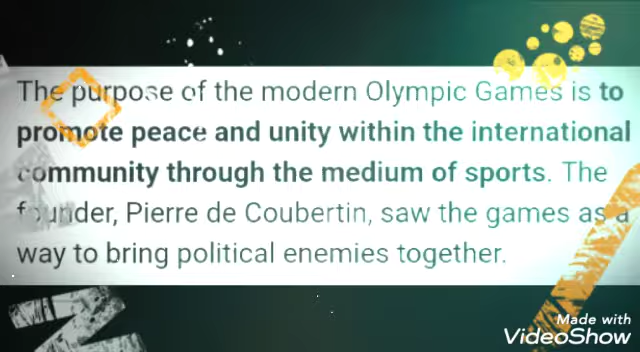 The purpose of the modern Olympic Games is to
promote peace and unity within the international
community through the medium of sports. The
founder, Pierre de Coubertin, saw the games as a
way to bring political enemies together.
Made with
VideoShow